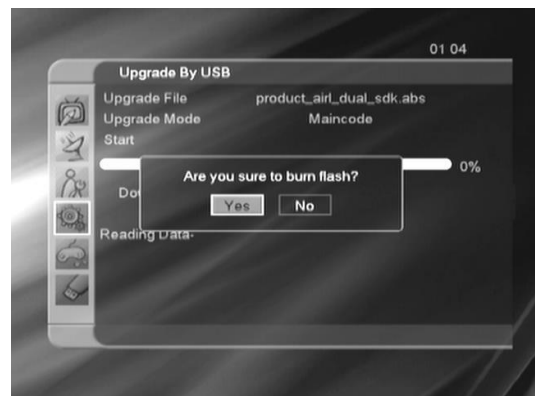 01 04
Upgrade By USB
Upgrade File product_airl_dual_sdk.abs
Upgrade Mode Maincode
Start
0%
Are you sure to burn flash?
Yes No
Reading Data-